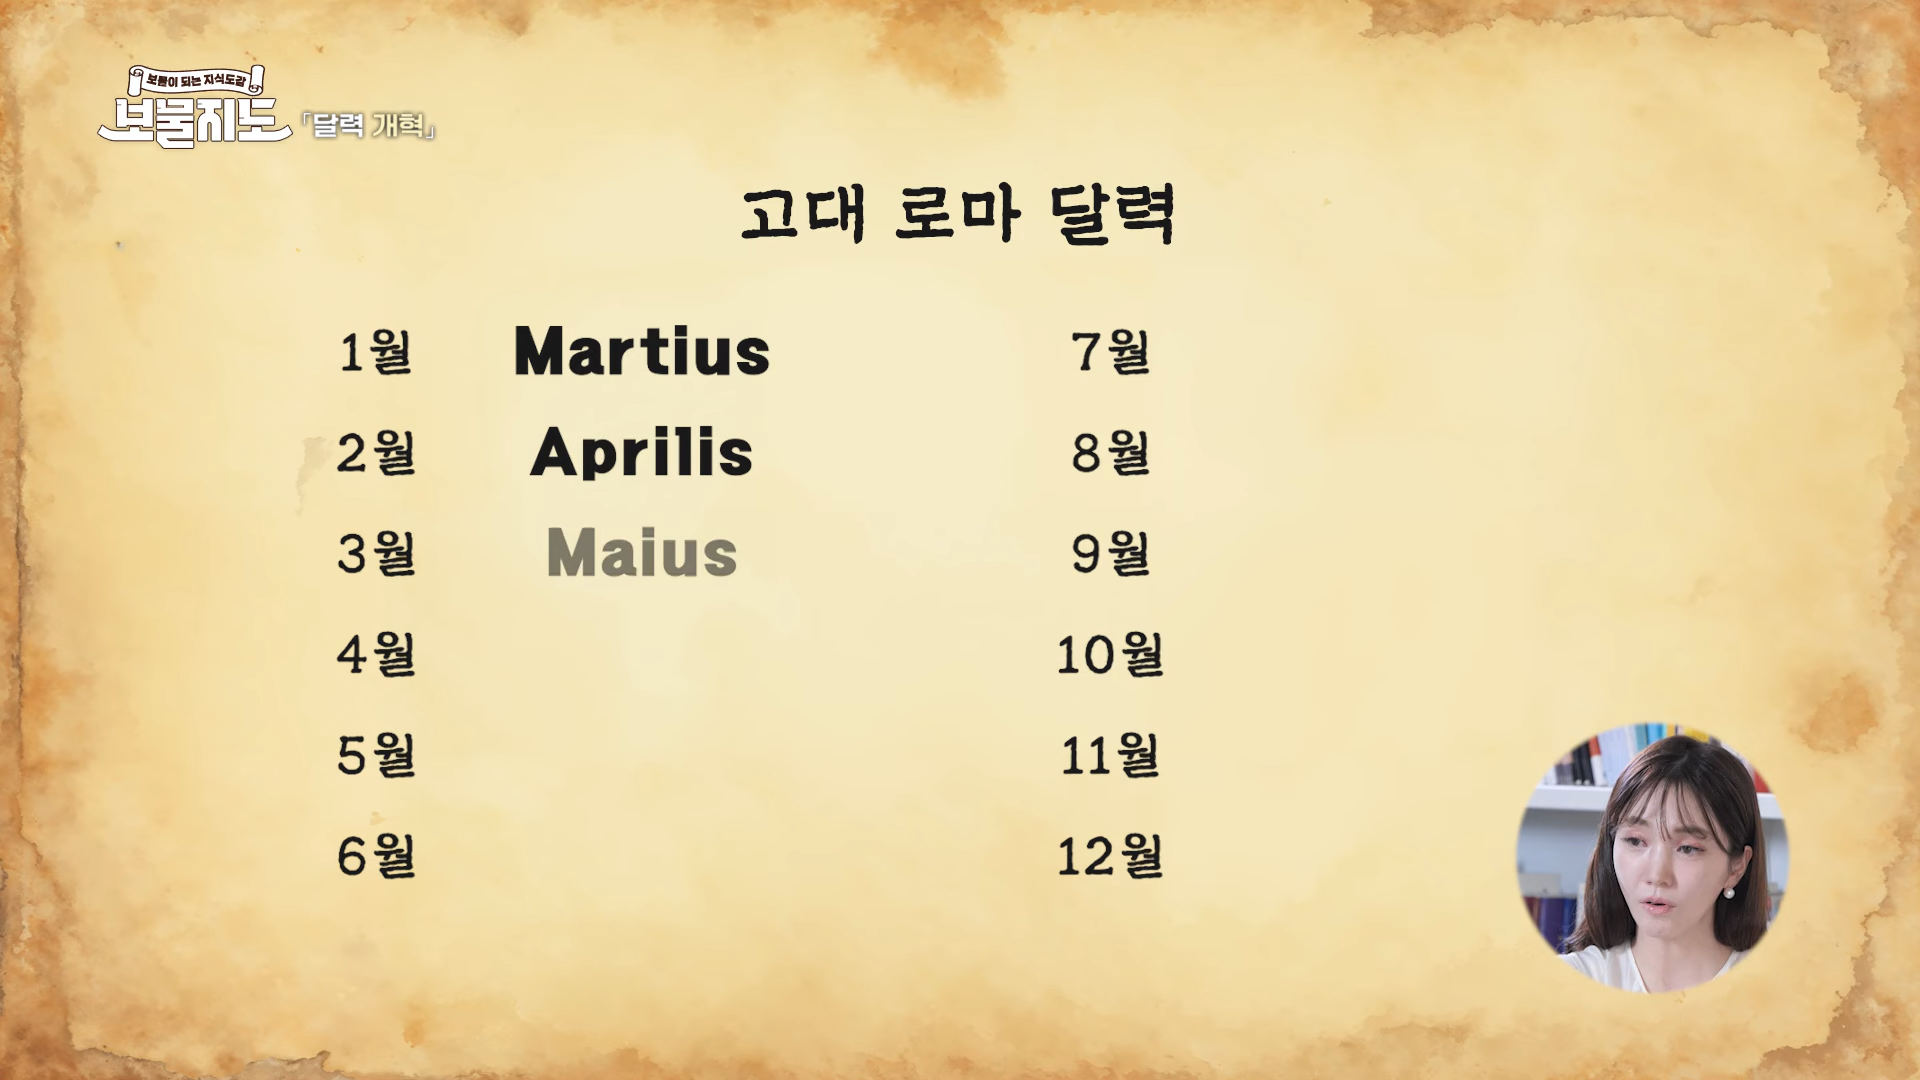 보물이 되는 지식도감
보물지도
「달력 개혁」
고대 로마 달력
1월 Martius
2월 Aprilis
3월 Maius
4월
5월
6월
7월
8월
9월
10월
11월
12월